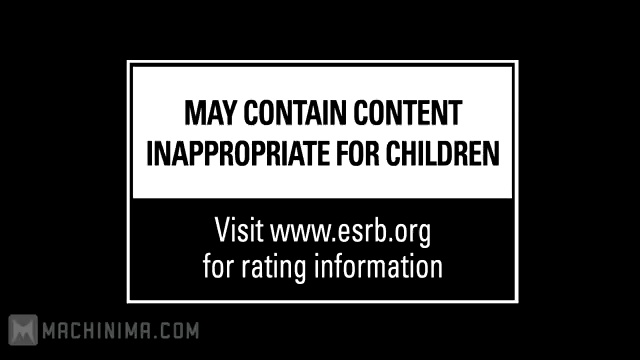 MAY CONTAIN CONTENT
INAPPROPRIATE FOR CHILDREN
Visit www.esrb.org
for rating information
MACHINIMA.COM